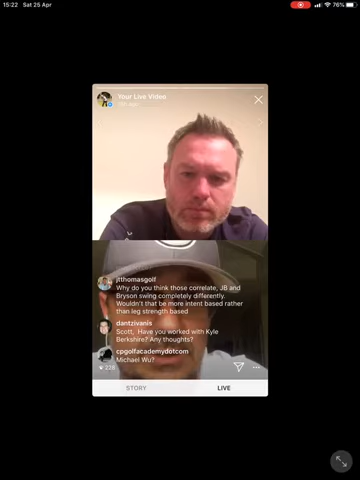 15:22 Sat 25 Apr
76%
Your Live Video
jtthomasgolf
Why do you think those correlate, JB and
Bryson swing completely differently.
Wouldn't that be more intent based rather
than leg strength based
dantzivanis
Scott, Have you worked with Kyle
Berkshire? Any thoughts?
cpgolfacademydotcom
Michael Wu?
228
STORY
LIVE